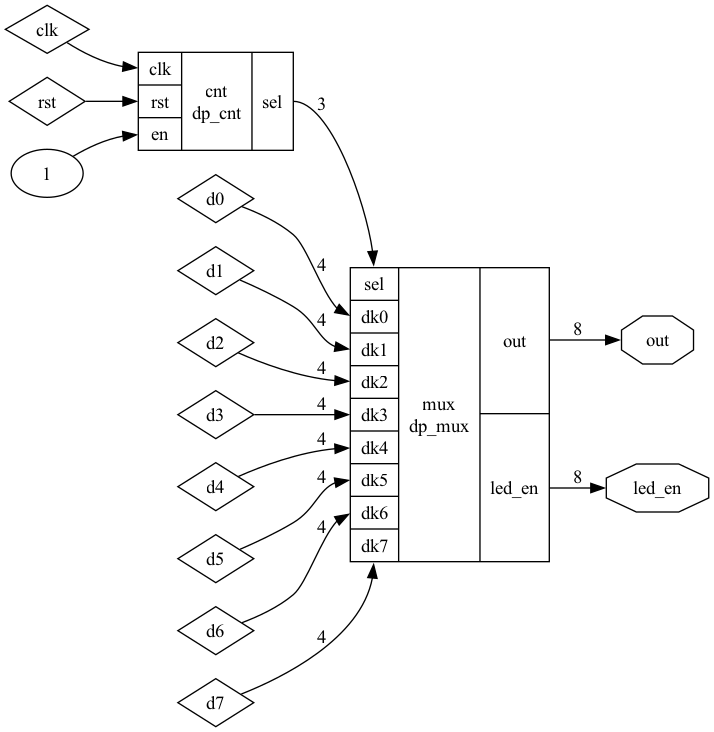 clk
rst
1
clk
rst
en
cnt
dp_cnt
sel
3
d0
d1
d2
d3
d4
d5
d6
d7
4
4
4
4
4
4
4
4
sel
dk0
dk1
dk2
dk3
dk4
dk5
dk6
dk7
mux
dp_mux
out
led_en
8
8
out
led_en